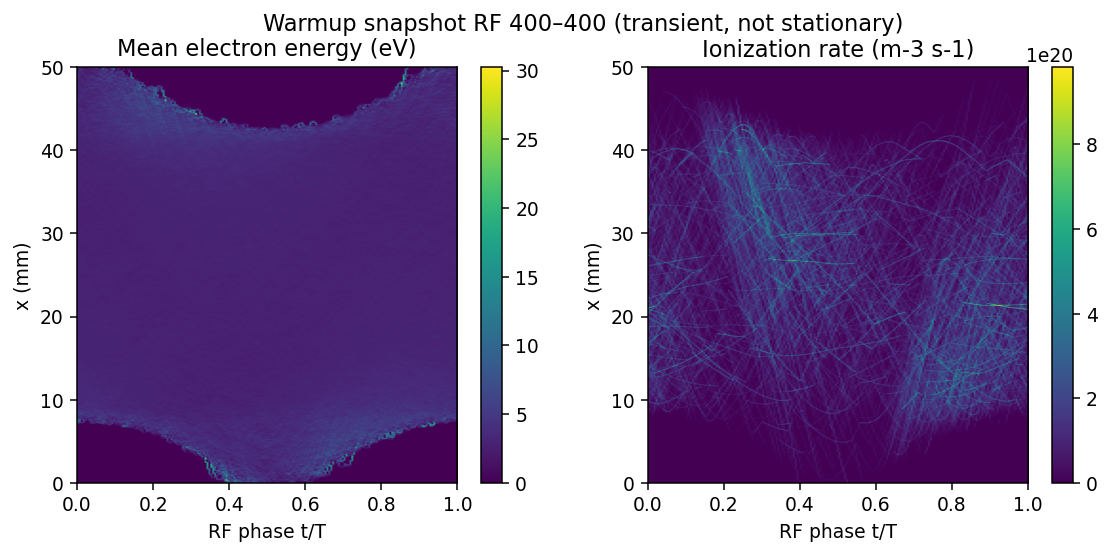 Warmup snapshot RF 400–400 (transient, not stationary)
Mean electron energy (eV)
Ionization rate (m-3 s-1)
1e20
50
40
30
20
10
0
x (mm)
0.0 0.2 0.4 0.6 0.8 1.0
RF phase t/T
30
25
20
15
10
5
0
50
40
30
20
10
0
x (mm)
0.0 0.2 0.4 0.6 0.8 1.0
RF phase t/T
8
6
4
2
0